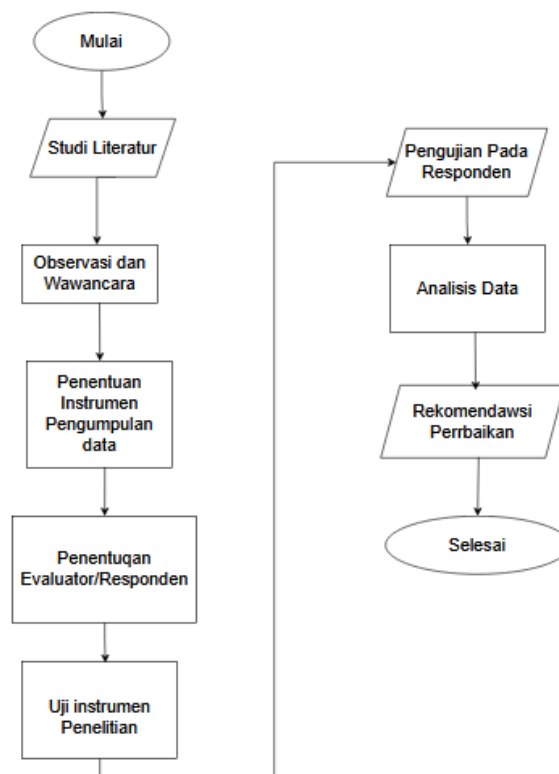 Mulai
Studi Literatur
Observasi dan
Wawancara
Penentuan
Instrumen
Pengumpulan
data
Penentuqan
Evaluator/Responden
Uji instrumen
Penelitian
Pengujian Pada
Responden
Analisis Data
Rekomendawsi
Perrbaikan
Selesai